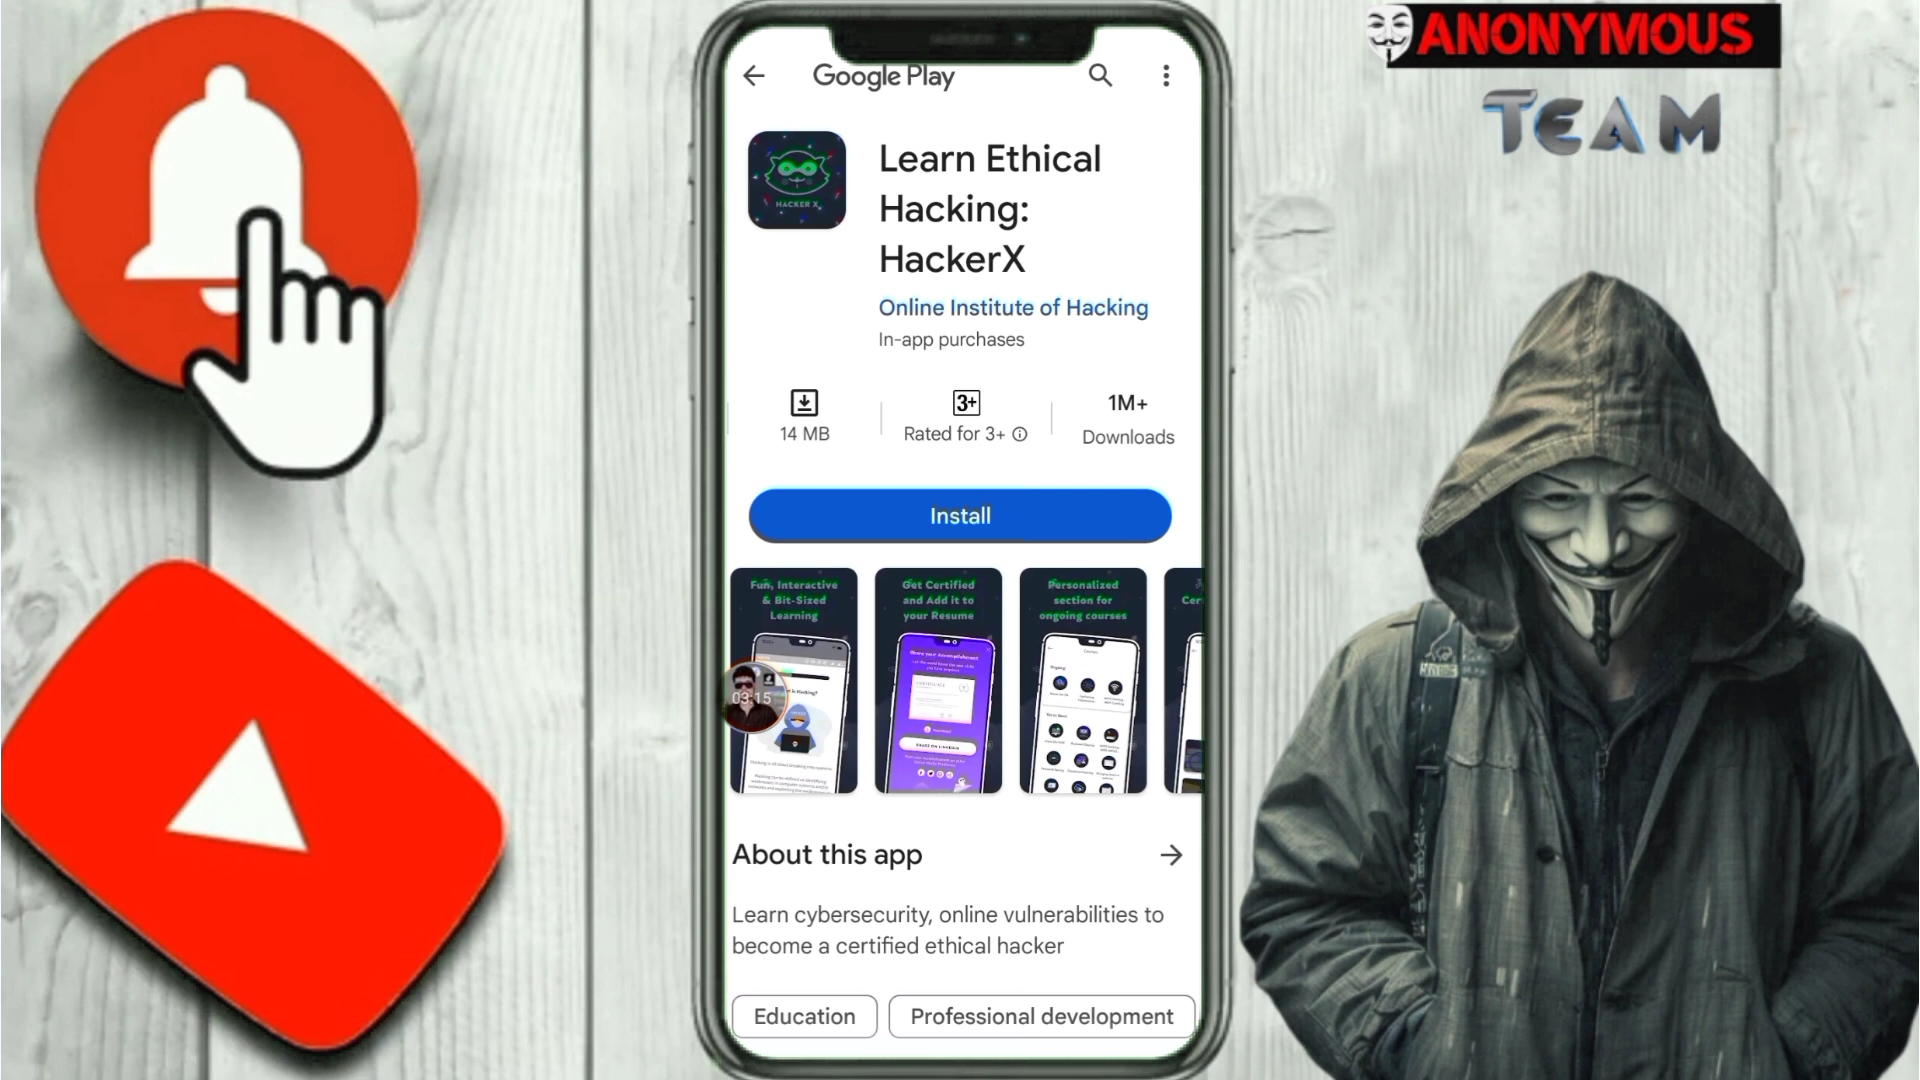 ANONYMOUS
TEAM
Google Play
HACKER X
Learn Ethical
Hacking:
HackerX
Online Institute of Hacking
In-app purchases
14 MB
3+
Rated for 3+
1M+
Downloads
Install
Fun, Interactive
& Bit-Sized
Learning
Get Certified
and Add it to
your Resume
Personalized
section for
ongoing courses
Cer
03:15
About this app
Learn cybersecurity, online vulnerabilities to
become a certified ethical hacker
Education
Professional development